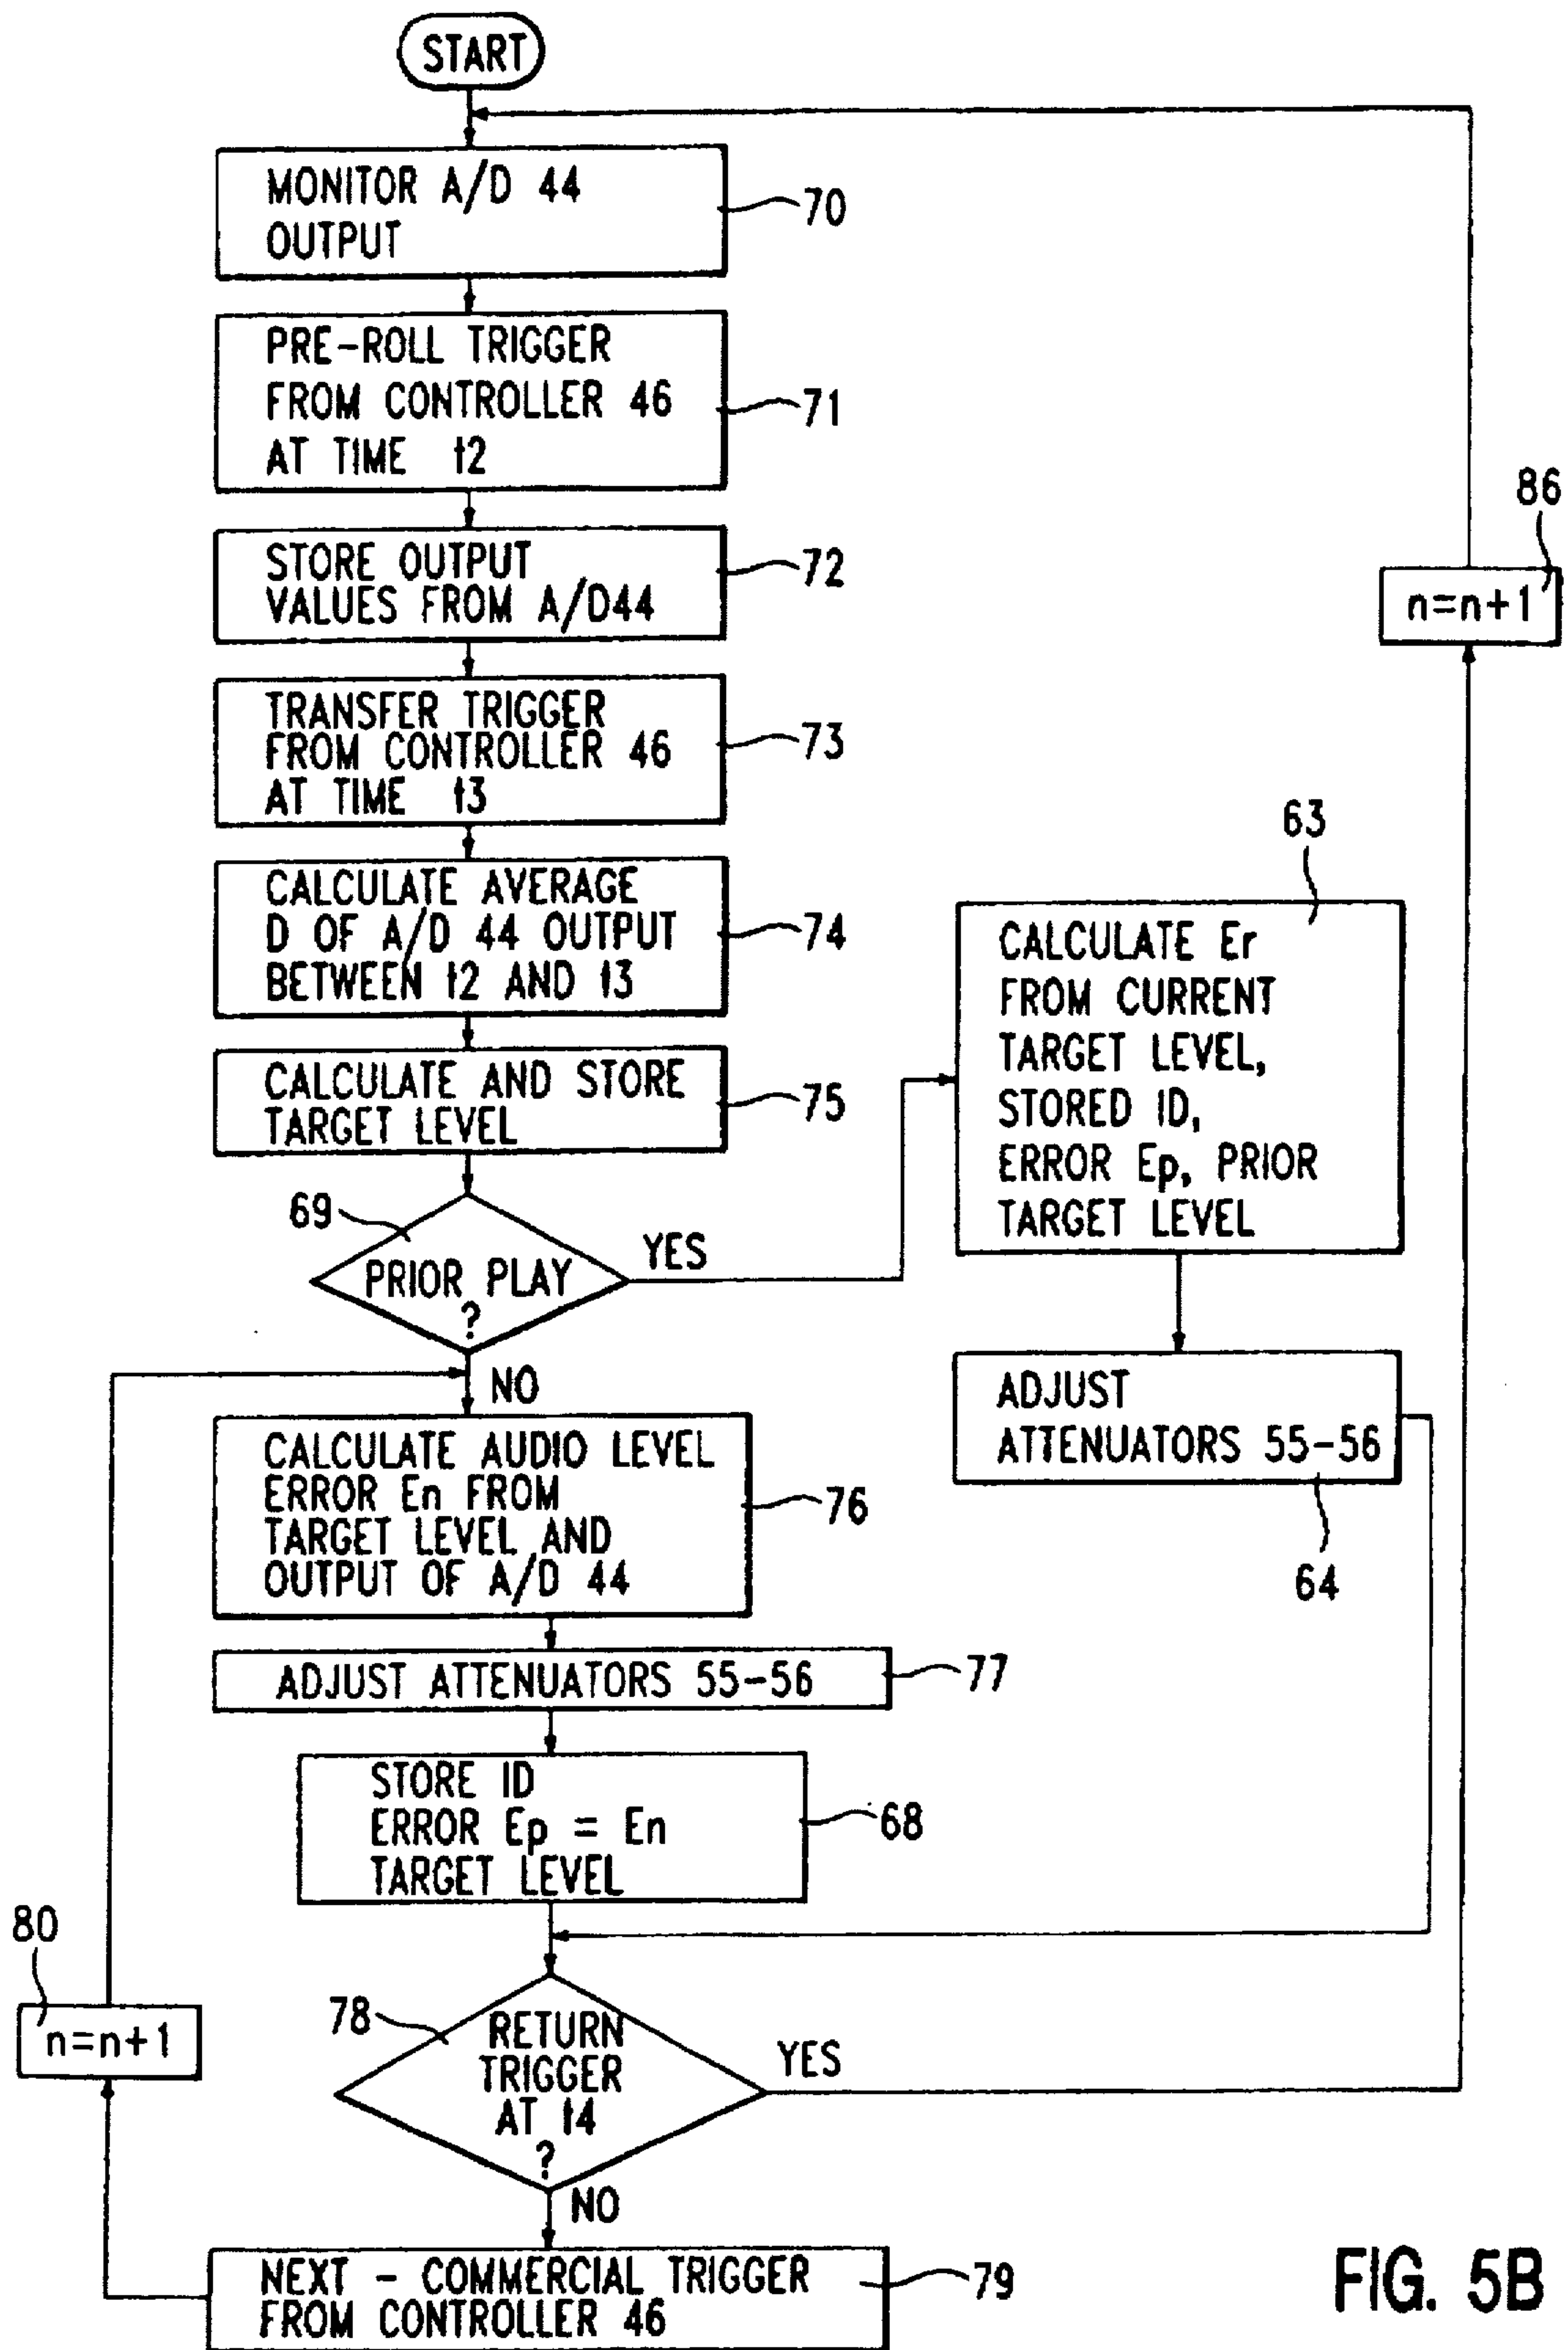 START
MONITOR A/D 44
OUTPUT
70
PRE-ROLL TRIGGER
FROM CONTROLLER 46
AT TIME t2
71
STORE OUTPUT
VALUES FROM A/D44
72
TRANSFER TRIGGER
FROM CONTROLLER 46
AT TIME t3
73
CALCULATE AVERAGE
D OF A/D 44 OUTPUT
BETWEEN t2 AND t3
74
CALCULATE AND STORE
TARGET LEVEL
75
69
PRIOR PLAY
?
YES
NO
63
CALCULATE Er
FROM CURRENT
TARGET LEVEL,
STORED ID,
ERROR Ep, PRIOR
TARGET LEVEL
ADJUST
ATTENUATORS 55-56
64
86
n=n+1
CALCULATE AUDIO LEVEL
ERROR En FROM
TARGET LEVEL AND
OUTPUT OF A/D 44
76
ADJUST ATTENUATORS 55-56
77
STORE ID
ERROR Ep = En
TARGET LEVEL
68
80
n=n+1
78
RETURN
TRIGGER
AT t4
?
YES
NO
NEXT - COMMERCIAL TRIGGER
FROM CONTROLLER 46
79
FIG. 5B